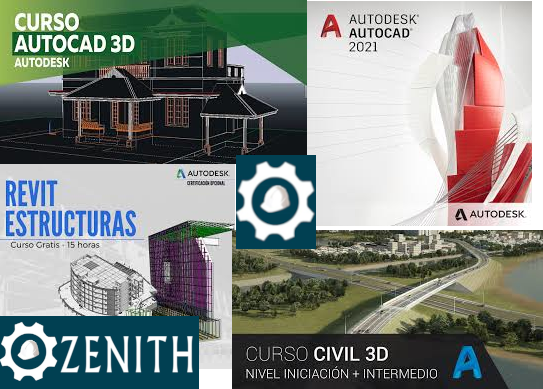 CURSO
AUTOCAD 3D
AUTODESK
AUTODESK®
AUTOCAD®
2021
AUTODESK.
AUTODESK
CERTIFICACIÓN OPCIONAL
REVIT
ESTRUCTURAS
Curso Gratis - 15 horas
ZENITH
CURSO CIVIL 3D
NIVEL INICIACIÓN + INTERMEDIO